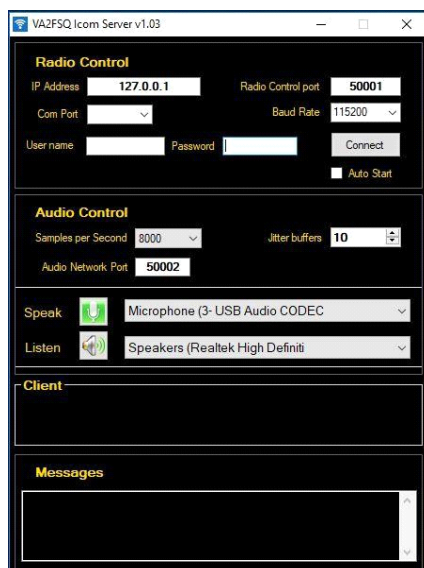 VA2FSQ Icom Server v1.03
Radio Control
IP Address 127.0.0.1 Radio Control port 50001
Com Port Baud Rate 115200
User name Password Connect
Auto Start
Audio Control
Samples per Second 8000 Jitter buffers 10
Audio Network Port 50002
Speak Microphone (3- USB Audio CODEC
Listen Speakers (Realtek High Definiti
Client
Messages